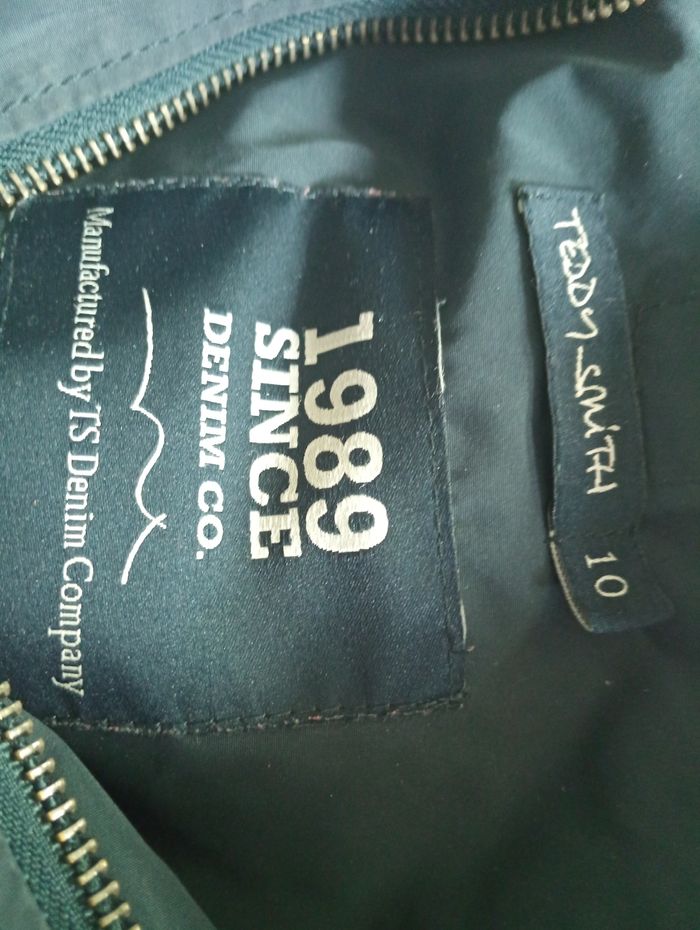 TEDDY SMITH
10
1989
SINCE
DENIM CO.
Manufactured by TS Denim Company